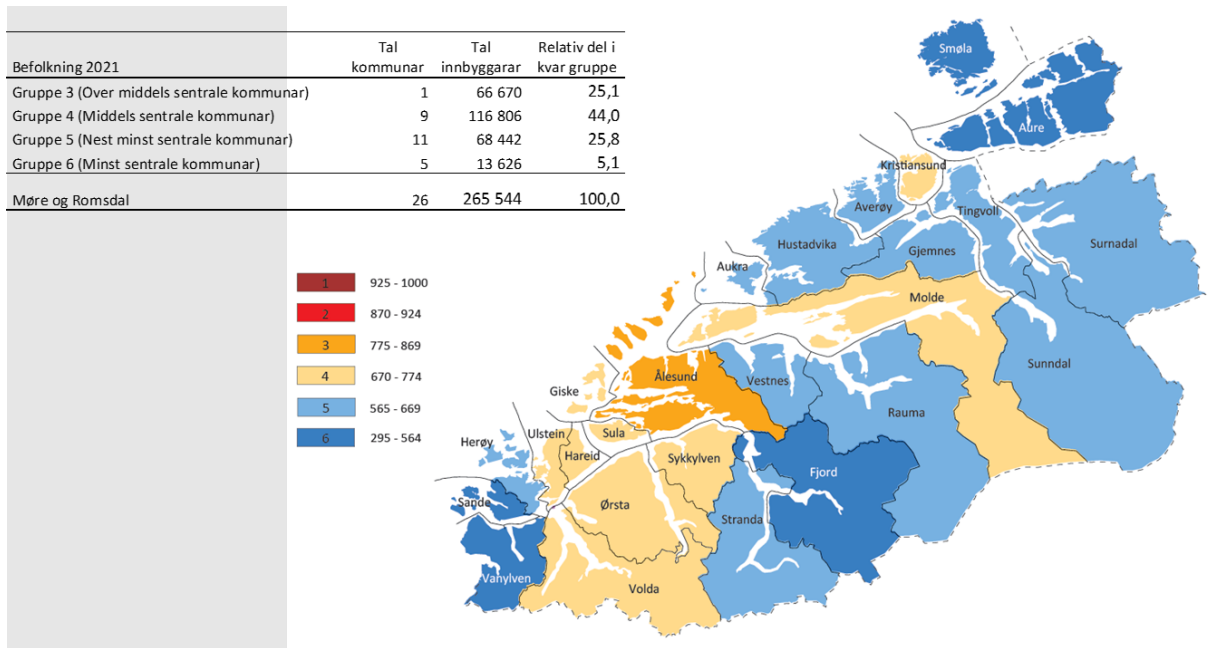 Befolkning 2021 Tal kommunar Tal innbyggarar Relativ del i kvar gruppe
Gruppe 3 (Over middels sentrale kommunar) 1 66 670 25,1
Gruppe 4 (Middels sentrale kommunar) 9 116 806 44,0
Gruppe 5 (Nest minst sentrale kommunar) 11 68 442 25,8
Gruppe 6 (Minst sentrale kommunar) 5 13 626 5,1
Møre og Romsdal 26 265 544 100,0
1 925 - 1000
2 870 - 924
3 775 - 869
4 670 - 774
5 565 - 669
6 295 - 564
Smøla
Aure
Kristiansund
Averøy
Tingvoll
Hustadvika
Gjemnes
Surnadal
Aukra
Molde
Sunndal
Ålesund
Vestnes
Giske
Rauma
Ulstein
Sula
Herøy
Hareid
Sykkylven
Fjord
Sande
Ørsta
Stranda
Vanylven
Volda